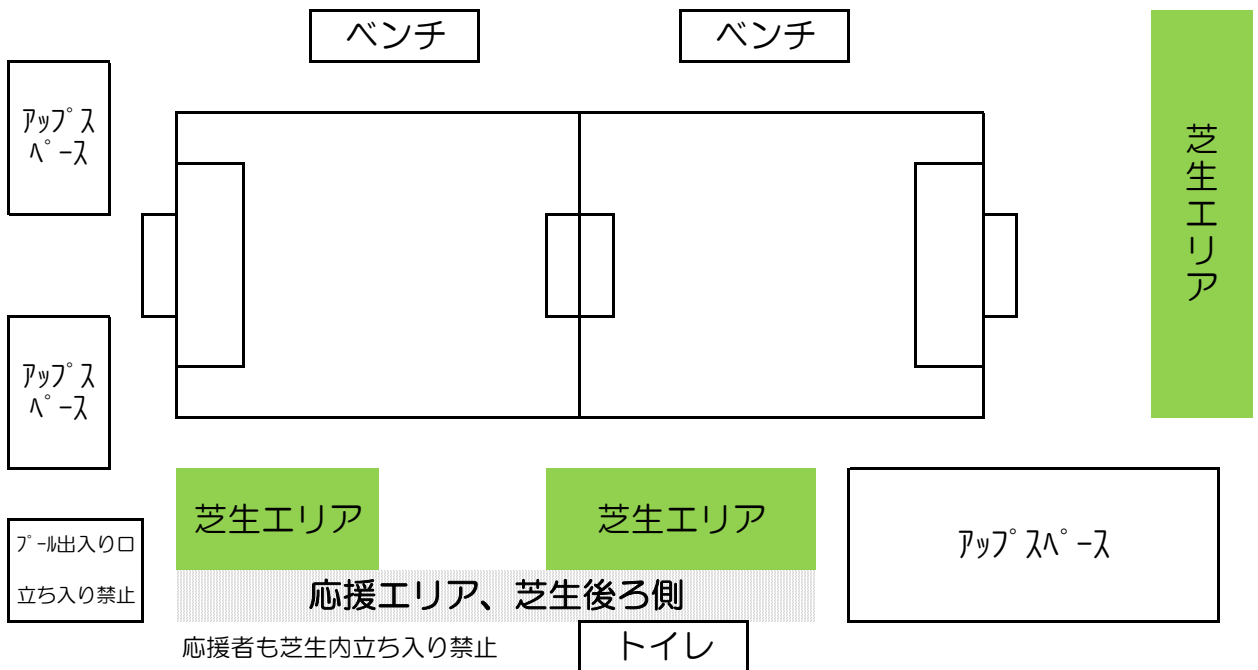 ベンチ
ベンチ
ｱｯﾌﾟｽ
ﾍﾟｰｽ
芝生エリア
ｱｯﾌﾟｽ
ﾍﾟｰｽ
芝生エリア
芝生エリア
ｱｯﾌﾟｽﾍﾟｰｽ
ﾌﾟｰﾙ出入り口
立ち入り禁止
応援エリア、芝生後ろ側
応援者も芝生内立ち入り禁止
トイレ